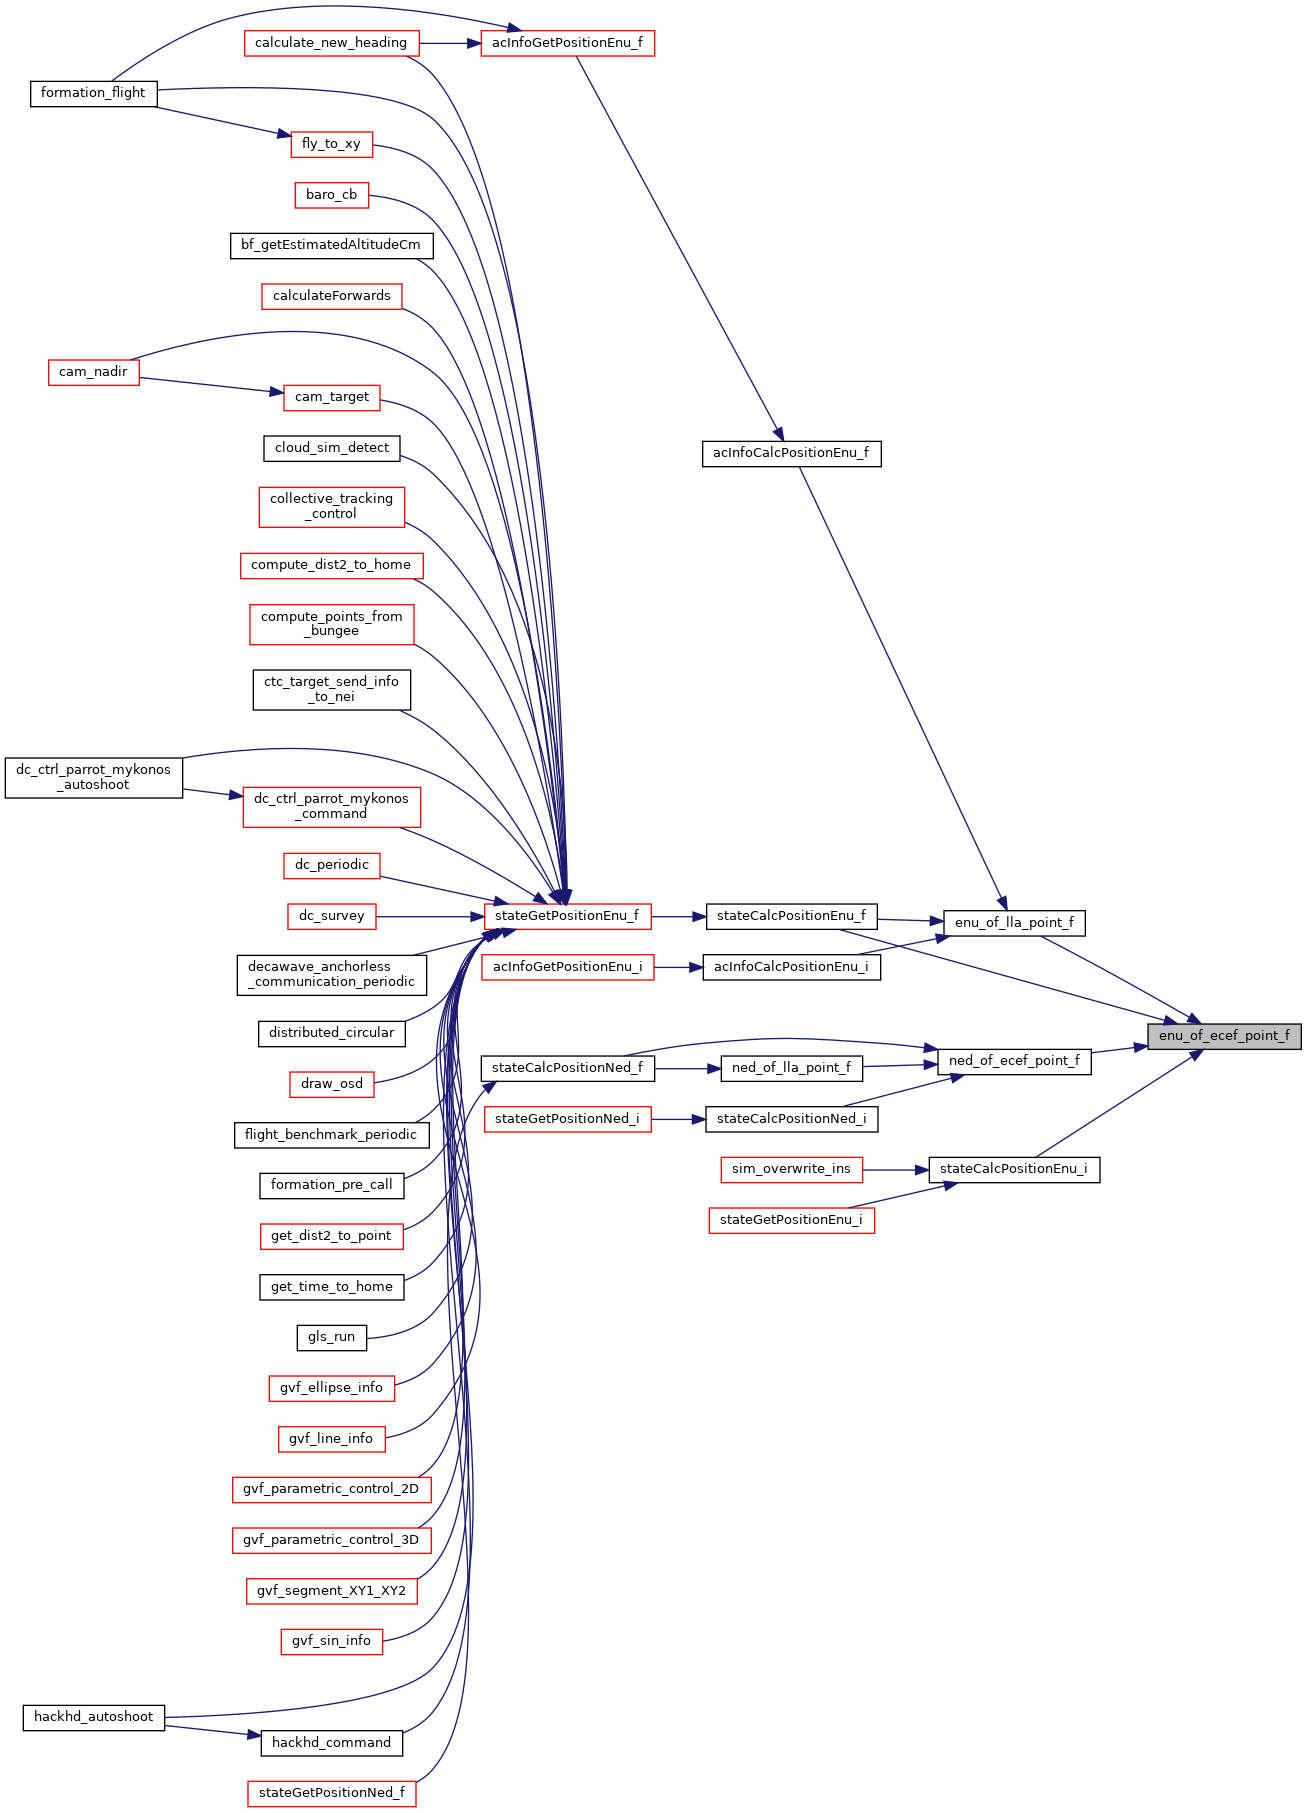 acInfoGetPositionEnu_f
calculate_new_heading
formation_flight
fly_to_xy
baro_cb
bf_getEstimatedAltitudeCm
calculateForwards
cam_nadir
cam_target
cloud_sim_detect
acInfoCalcPositionEnu_f
collective_tracking
_control
compute_dist2_to_home
compute_points_from
_bungee
ctc_target_send_info
_to_nei
dc_ctrl_parrot_mykonos
_autoshoot
dc_ctrl_parrot_mykonos
_command
dc_periodic
dc_survey
stateGetPositionEnu_f
stateCalcPositionEnu_f
enu_of_lla_point_f
decawave_anchorless
_communication_periodic
acInfoGetPositionEnu_i
acInfoCalcPositionEnu_i
distributed_circular
enu_of_ecef_point_f
stateCalcPositionNed_f
ned_of_lla_point_f
ned_of_ecef_point_f
draw_osd
stateGetPositionNed_i
stateCalcPositionNed_i
flight_benchmark_periodic
sim_overwrite_ins
stateCalcPositionEnu_i
formation_pre_call
stateGetPositionEnu_i
get_dist2_to_point
get_time_to_home
gls_run
gvf_ellipse_info
gvf_line_info
gvf_parametric_control_2D
gvf_parametric_control_3D
gvf_segment_XY1_XY2
gvf_sin_info
hackhd_autoshoot
hackhd_command
stateGetPositionNed_f